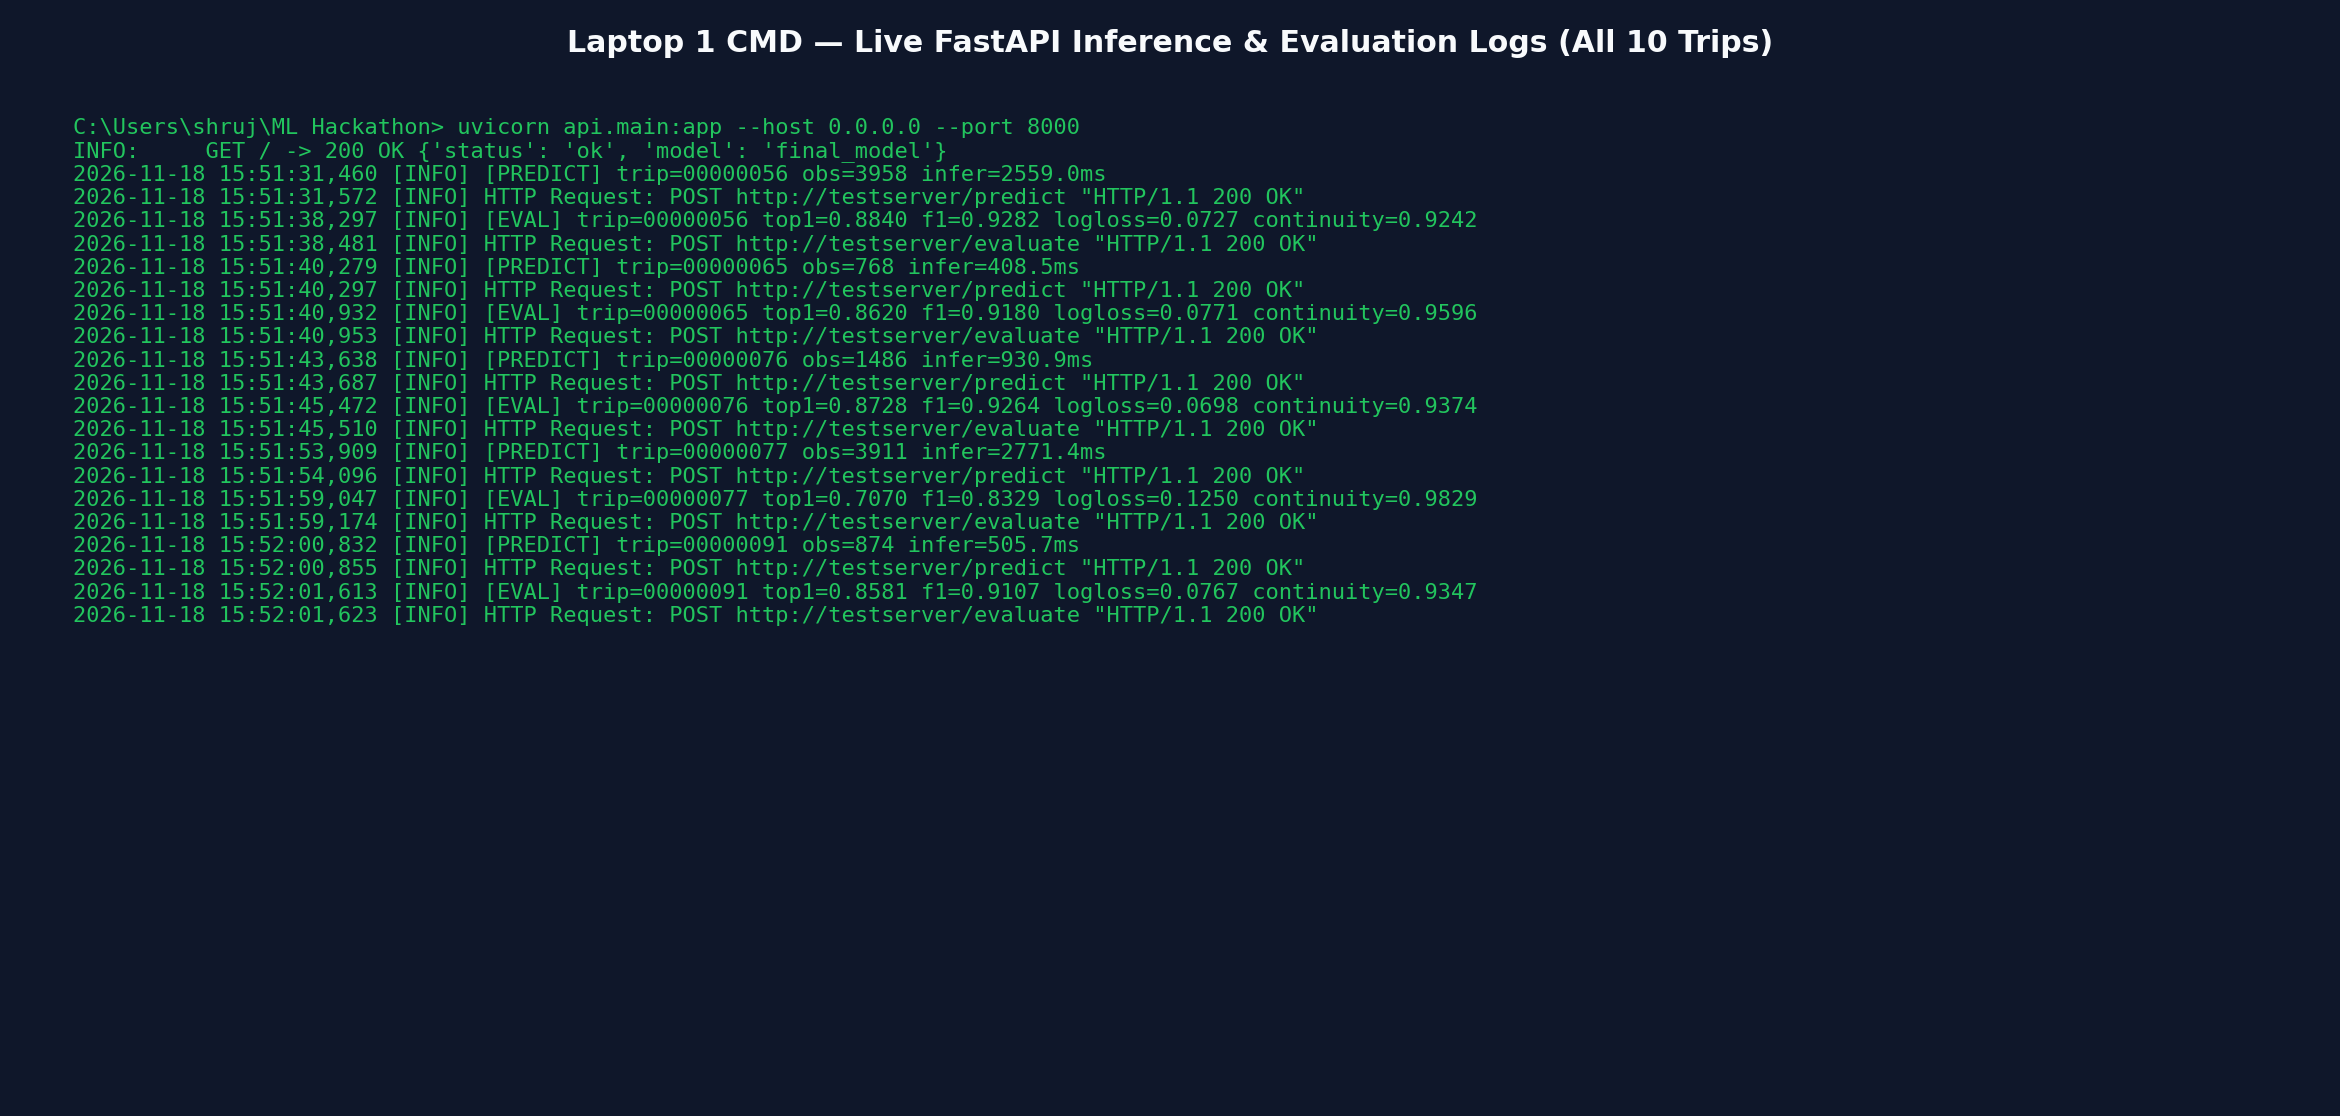 Laptop 1 CMD — Live FastAPI Inference & Evaluation Logs (All 10 Trips)
C:\Users\shruj\ML Hackathon> uvicorn api.main:app --host 0.0.0.0 --port 8000
INFO:     GET / -> 200 OK {'status': 'ok', 'model': 'final_model'}
2026-11-18 15:51:31,460 [INFO] [PREDICT] trip=00000056 obs=3958 infer=2559.0ms
2026-11-18 15:51:31,572 [INFO] HTTP Request: POST http://testserver/predict "HTTP/1.1 200 OK"
2026-11-18 15:51:38,297 [INFO] [EVAL] trip=00000056 top1=0.8840 f1=0.9282 logloss=0.0727 continuity=0.9242
2026-11-18 15:51:38,481 [INFO] HTTP Request: POST http://testserver/evaluate "HTTP/1.1 200 OK"
2026-11-18 15:51:40,279 [INFO] [PREDICT] trip=00000065 obs=768 infer=408.5ms
2026-11-18 15:51:40,297 [INFO] HTTP Request: POST http://testserver/predict "HTTP/1.1 200 OK"
2026-11-18 15:51:40,932 [INFO] [EVAL] trip=00000065 top1=0.8620 f1=0.9180 logloss=0.0771 continuity=0.9596
2026-11-18 15:51:40,953 [INFO] HTTP Request: POST http://testserver/evaluate "HTTP/1.1 200 OK"
2026-11-18 15:51:43,638 [INFO] [PREDICT] trip=00000076 obs=1486 infer=930.9ms
2026-11-18 15:51:43,687 [INFO] HTTP Request: POST http://testserver/predict "HTTP/1.1 200 OK"
2026-11-18 15:51:45,472 [INFO] [EVAL] trip=00000076 top1=0.8728 f1=0.9264 logloss=0.0698 continuity=0.9374
2026-11-18 15:51:45,510 [INFO] HTTP Request: POST http://testserver/evaluate "HTTP/1.1 200 OK"
2026-11-18 15:51:53,909 [INFO] [PREDICT] trip=00000077 obs=3911 infer=2771.4ms
2026-11-18 15:51:54,096 [INFO] HTTP Request: POST http://testserver/predict "HTTP/1.1 200 OK"
2026-11-18 15:51:59,047 [INFO] [EVAL] trip=00000077 top1=0.7070 f1=0.8329 logloss=0.1250 continuity=0.9829
2026-11-18 15:51:59,174 [INFO] HTTP Request: POST http://testserver/evaluate "HTTP/1.1 200 OK"
2026-11-18 15:52:00,832 [INFO] [PREDICT] trip=00000091 obs=874 infer=505.7ms
2026-11-18 15:52:00,855 [INFO] HTTP Request: POST http://testserver/predict "HTTP/1.1 200 OK"
2026-11-18 15:52:01,613 [INFO] [EVAL] trip=00000091 top1=0.8581 f1=0.9107 logloss=0.0767 continuity=0.9347
2026-11-18 15:52:01,623 [INFO] HTTP Request: POST http://testserver/evaluate "HTTP/1.1 200 OK"